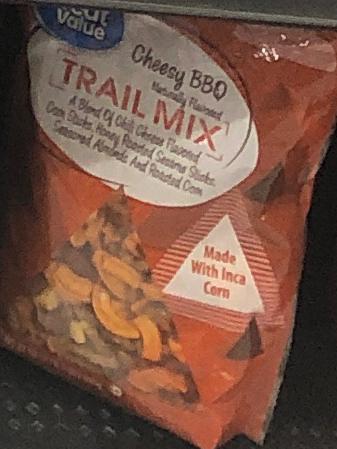 Value
Cheesy BBQ
Naturally Flavored
TRAIL MIX
A Blend Of Chili Cheese Flavored
Corn Sticks, Honey Roasted Sesame Sticks,
Seasoned Almonds And Roasted Corn
Made
With Inca
Corn